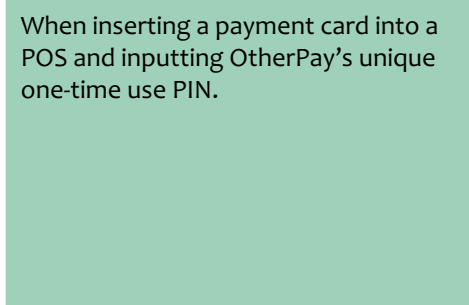 When inserting a payment card into a
POS and inputting OtherPay’s unique
one-time use PIN.